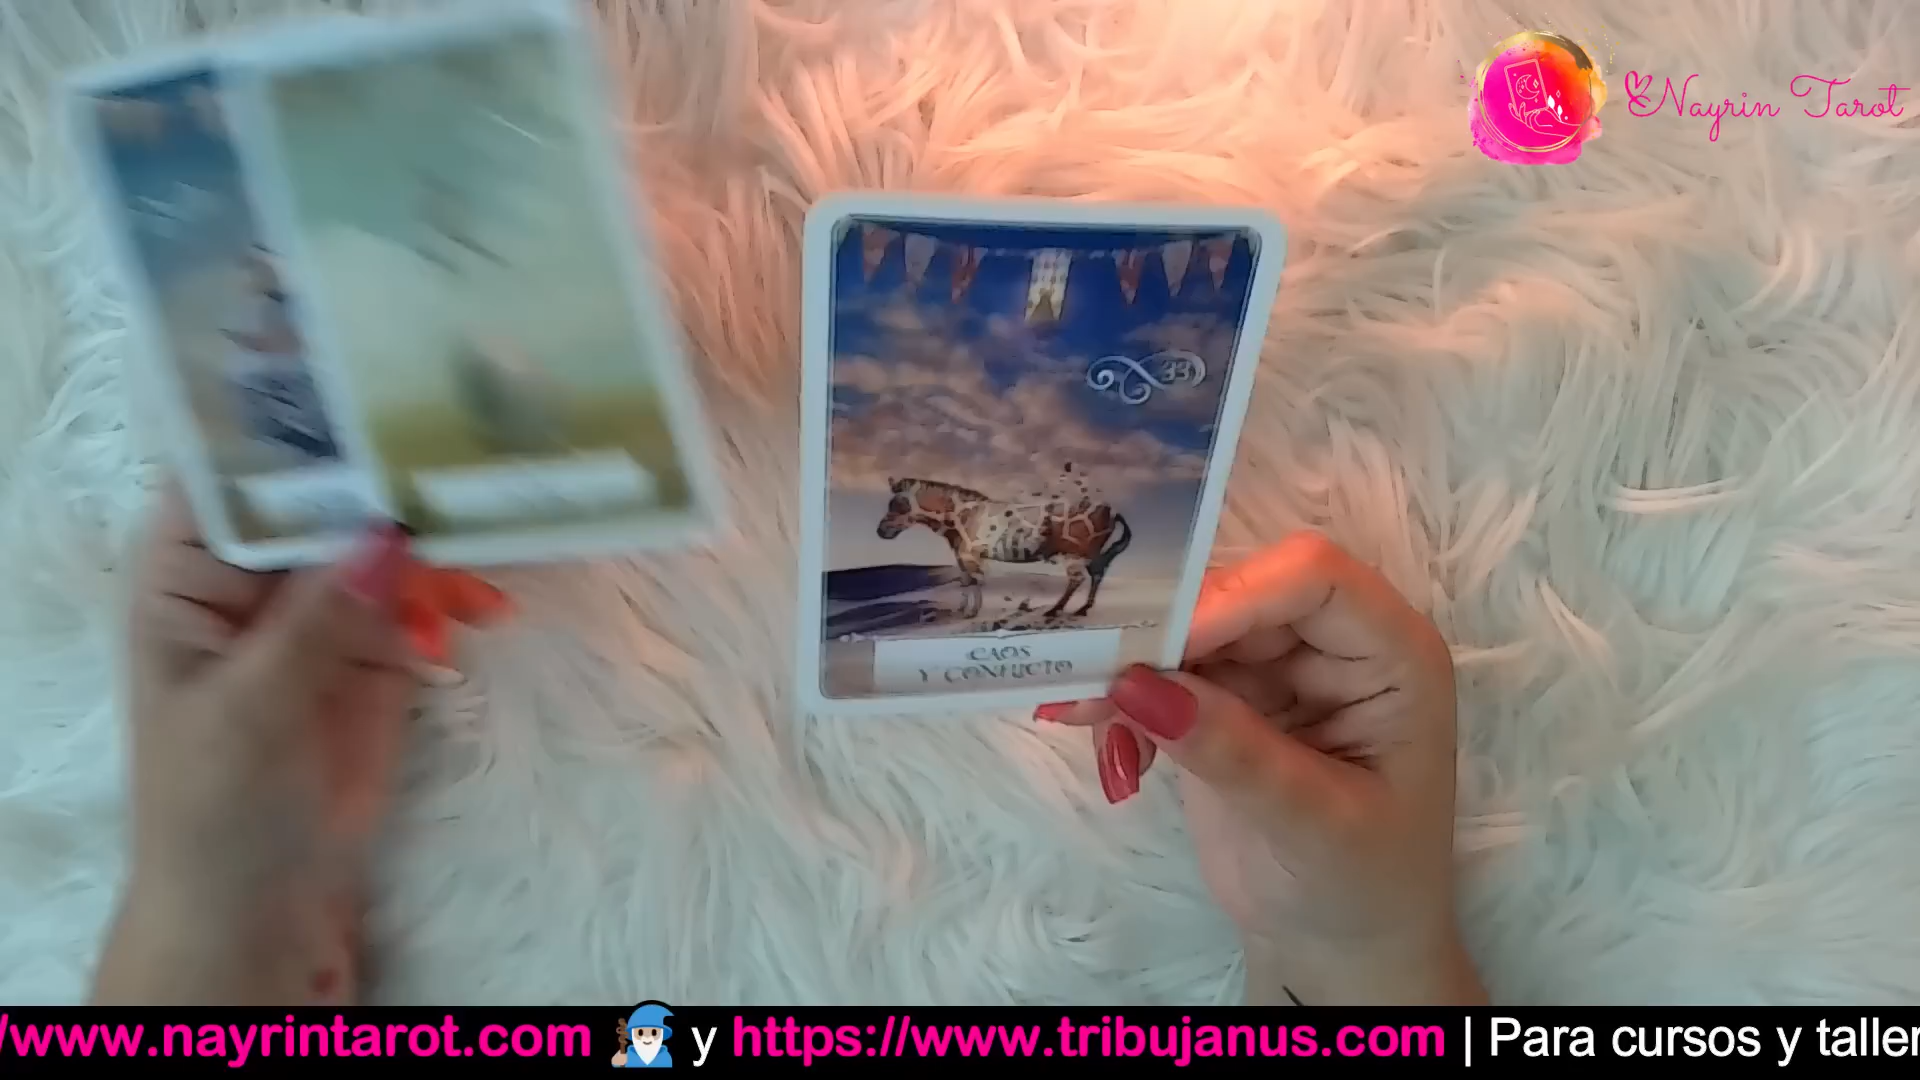 Nayrin Tarot
33
CAOS
Y CONFLICTO
/www.nayrintarot.com y https://www.tribujanus.com | Para cursos y taller